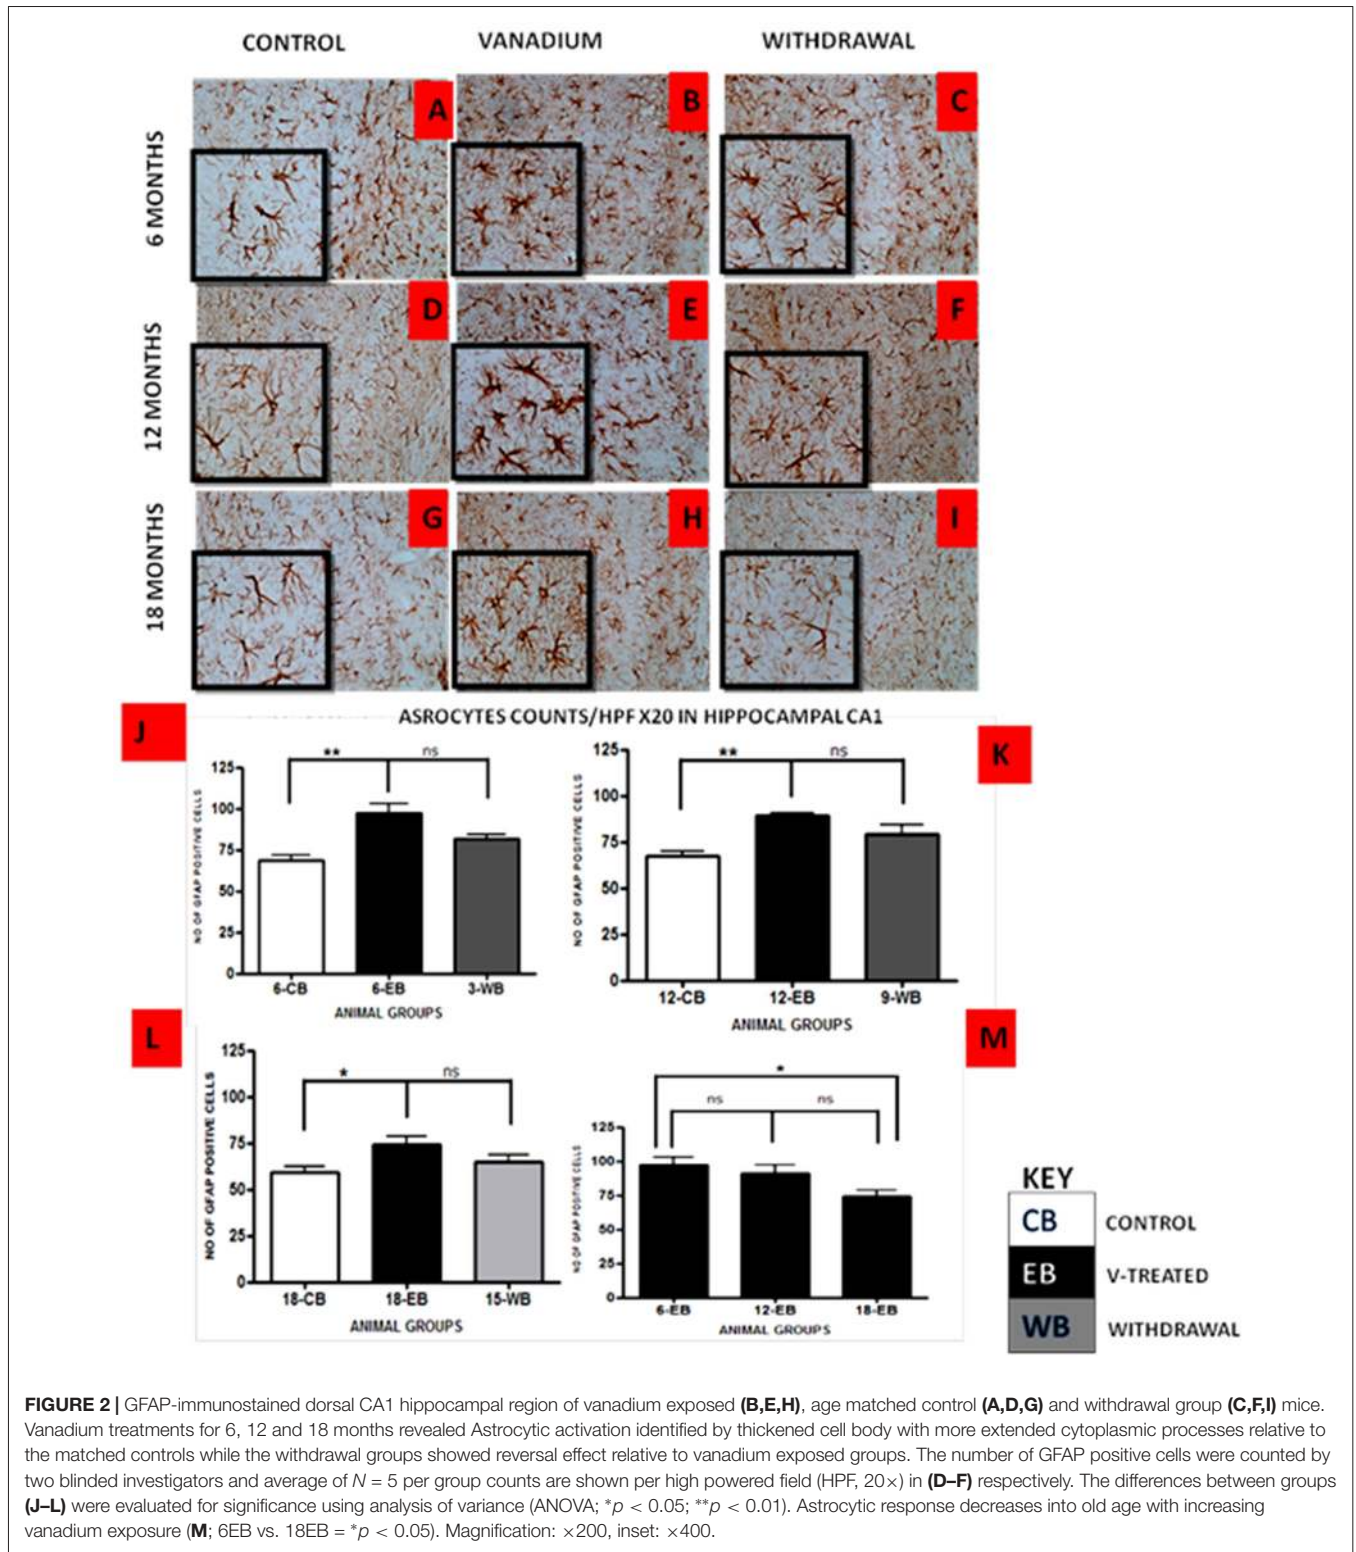 CONTROL VANADIUM WITHDRAWAL
6 MONTHS
A B C
12 MONTHS
D E F
18 MONTHS
G H I
J
ASROCYTES COUNTS/HPF X20 IN HIPPOCAMPAL CA1
K
NO OF GFAP POSITIVE CELLS
125
100
75
50
25
0
** ns
6-CB 6-EB 3-WB
ANIMAL GROUPS
NO OF GFAP POSITIVE CELLS
125
100
75
50
25
0
** ns
12-CB 12-EB 9-WB
ANIMAL GROUPS
L
NO OF GFAP POSITIVE CELLS
125
100
75
50
25
0
* ns
18-CB 18-EB 15-WB
ANIMAL GROUPS
M
NO OF GFAP POSITIVE CELLS
125
100
75
50
25
0
*
ns ns
6-EB 12-EB 18-EB
ANIMAL GROUPS
KEY
CB CONTROL
EB V-TREATED
WB WITHDRAWAL
FIGURE 2 | GFAP-immunostained dorsal CA1 hippocampal region of vanadium exposed (B,E,H), age matched control (A,D,G) and withdrawal group (C,F,I) mice.
Vanadium treatments for 6, 12 and 18 months revealed Astrocytic activation identified by thickened cell body with more extended cytoplasmic processes relative to
the matched controls while the withdrawal groups showed reversal effect relative to vanadium exposed groups. The number of GFAP positive cells were counted by
two blinded investigators and average of N = 5 per group counts are shown per high powered field (HPF, 20×) in (D–F) respectively. The differences between groups
(J–L) were evaluated for significance using analysis of variance (ANOVA; *p < 0.05; **p < 0.01). Astrocytic response decreases into old age with increasing
vanadium exposure (M; 6EB vs. 18EB = *p < 0.05). Magnification: ×200, inset: ×400.